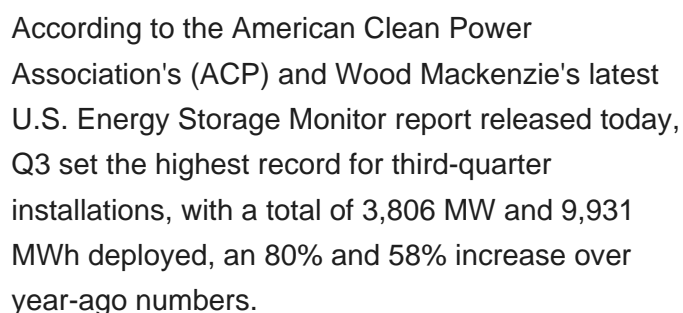 According to the American Clean Power
Association's (ACP) and Wood Mackenzie's latest
U.S. Energy Storage Monitor report released today,
Q3 set the highest record for third-quarter
installations, with a total of 3,806 MW and 9,931
MWh deployed, an 80% and 58% increase over
year-ago numbers.